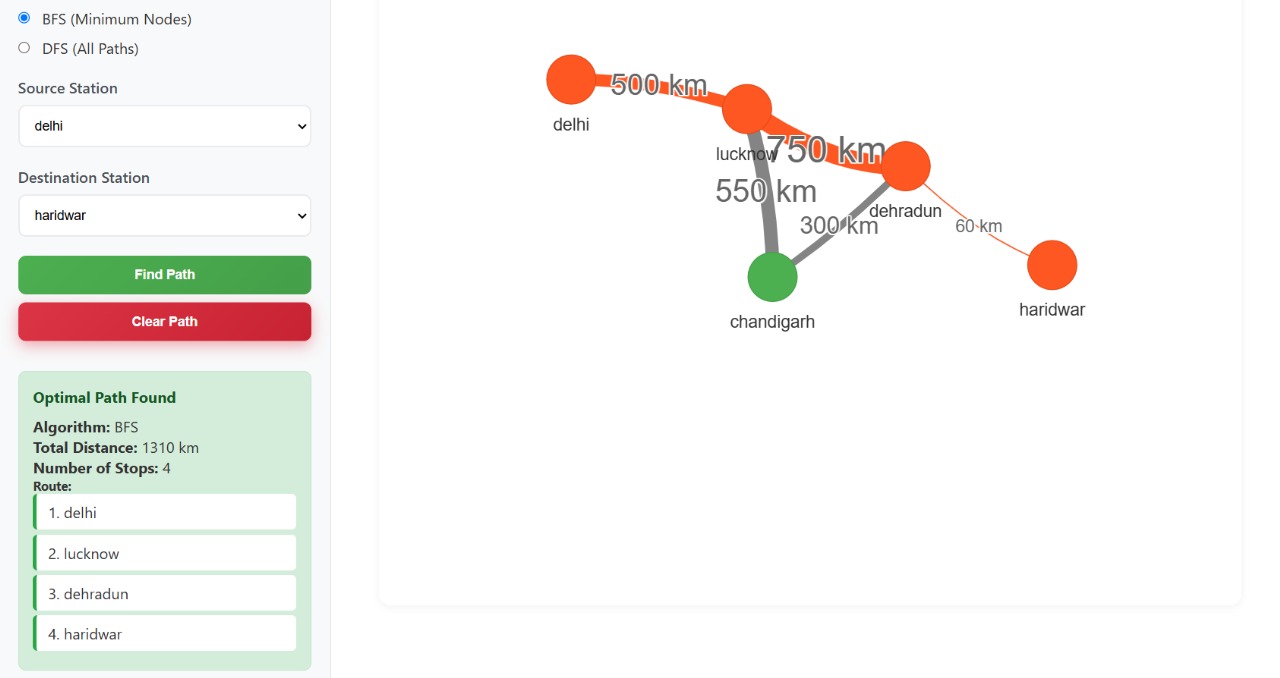 BFS (Minimum Nodes)
DFS (All Paths)
Source Station
delhi
Destination Station
haridwar
Find Path
Clear Path
Optimal Path Found
Algorithm: BFS
Total Distance: 1310 km
Number of Stops: 4
Route:
1. delhi
2. lucknow
3. dehradun
4. haridwar
500 km
delhi
lucknow
750 km
550 km
dehradun
300 km
60 km
chandigarh
haridwar